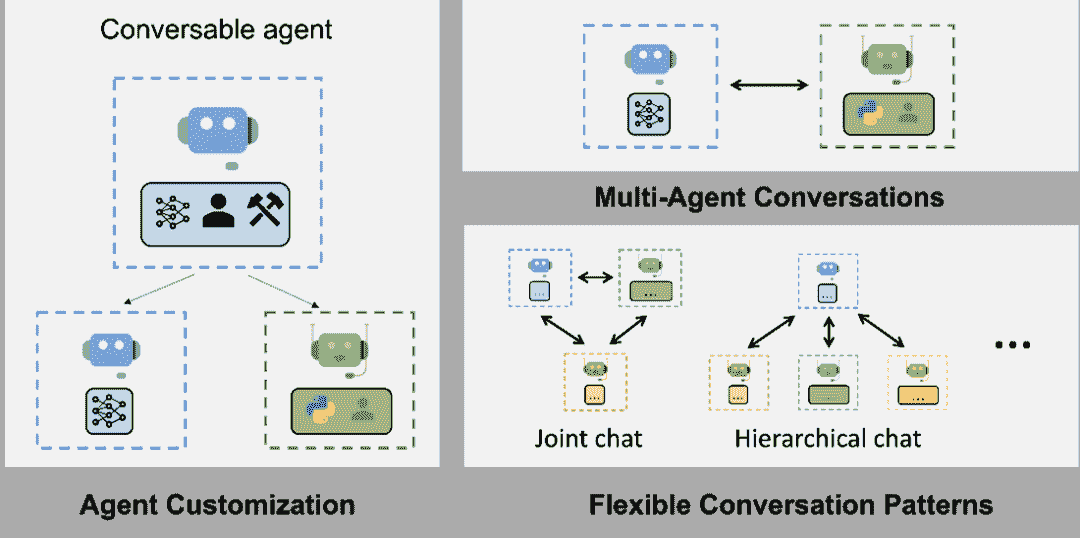 Conversable agent
Agent Customization
Multi-Agent Conversations
Joint chat
Hierarchical chat
...
Flexible Conversation Patterns